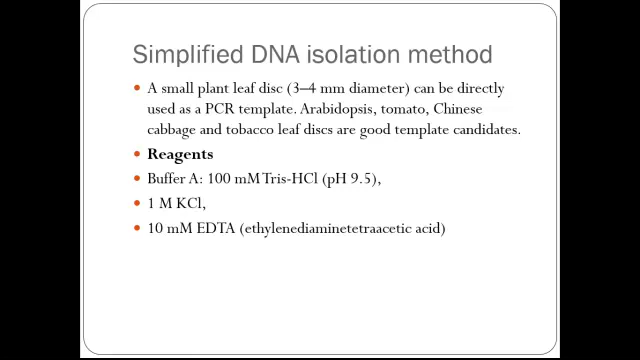 Simplified DNA isolation method
A small plant leaf disc (3–4 mm diameter) can be directly
used as a PCR template. Arabidopsis, tomato, Chinese
cabbage and tobacco leaf discs are good template candidates.
Reagents
Buffer A: 100 mM Tris-HCl (pH 9.5),
1 M KCl,
10 mM EDTA (ethylenediaminetetraacetic acid)